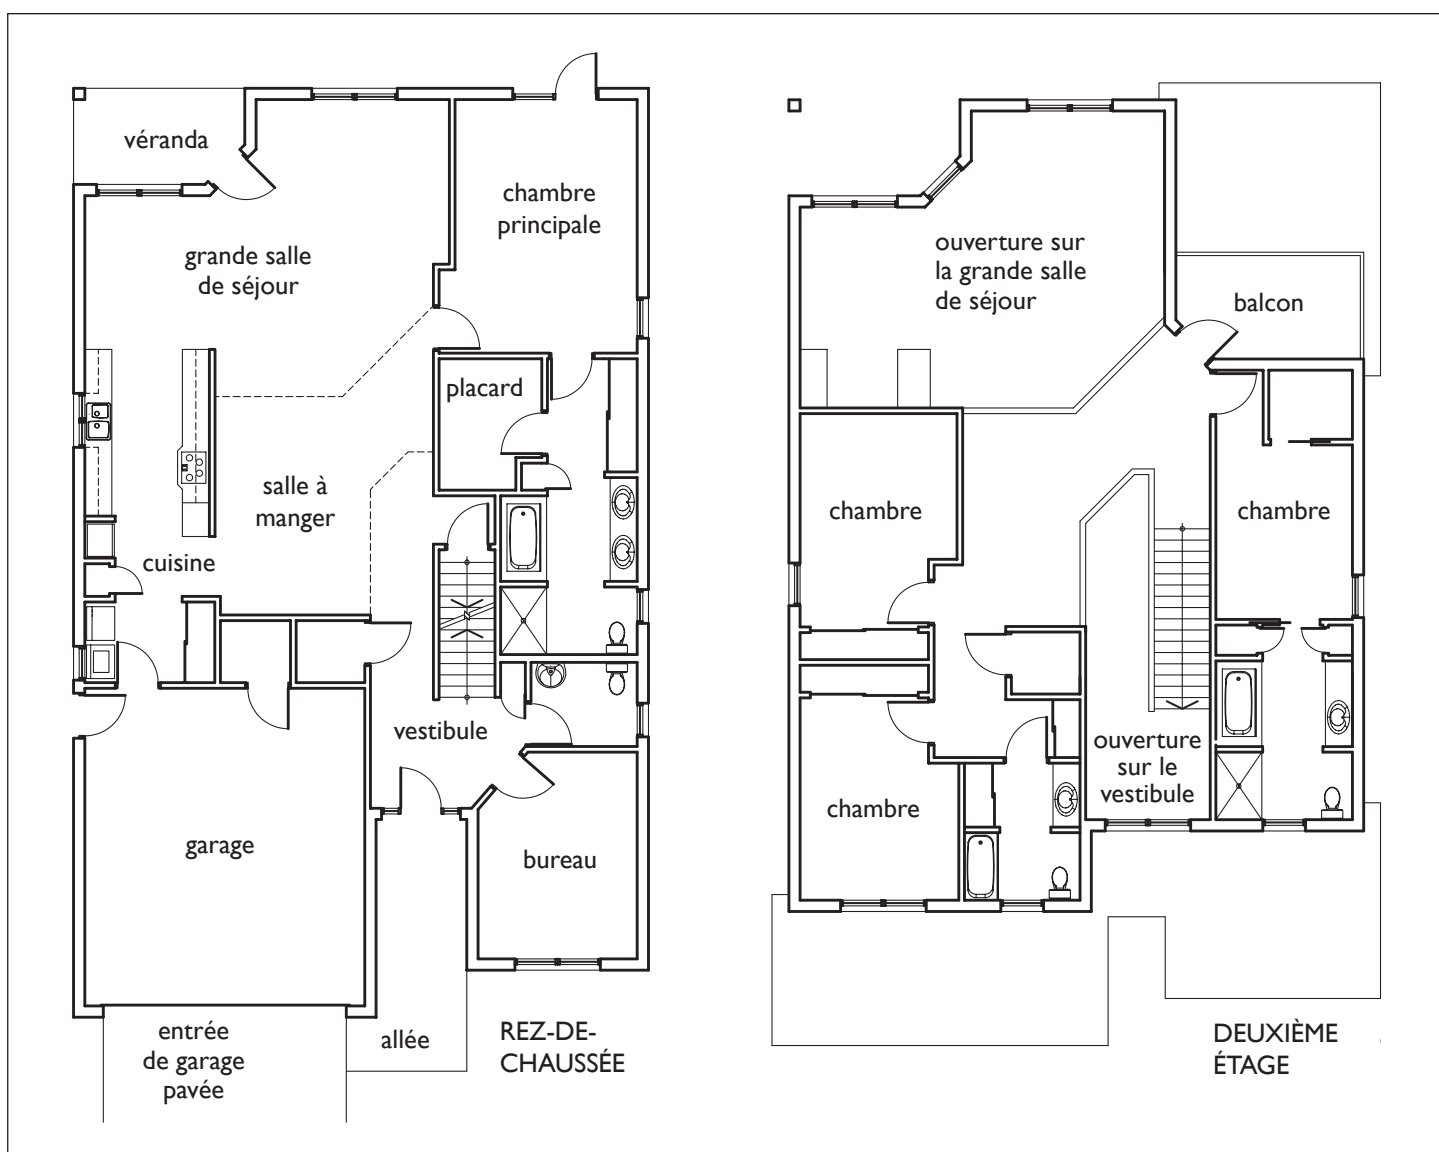 véranda
chambre
principale
grande salle
de séjour
placard
salle à
manger
cuisine
vestibule
garage
bureau
entrée
de garage
pavée
allée
REZ-DE-
CHAUSSÉE
ouverture sur
la grande salle
de séjour
balcon
chambre
chambre
ouverture
sur le
vestibule
chambre
DEUXIÈME
ÉTAGE